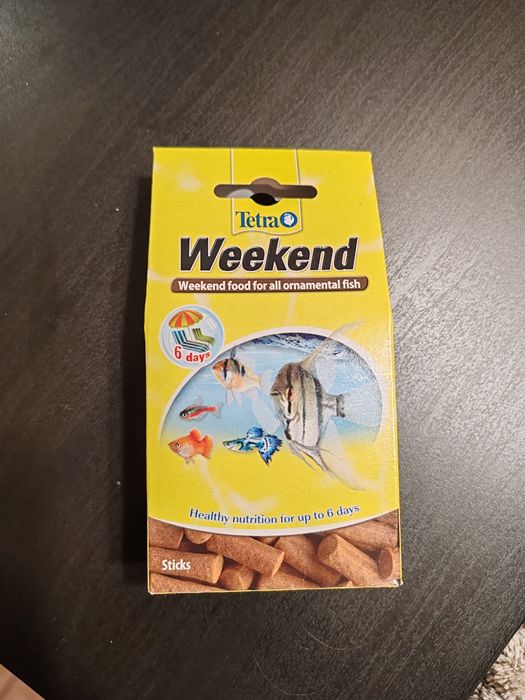 Tetra
Weekend
Weekend food for all ornamental fish
6 days
Healthy nutrition for up to 6 days
Sticks